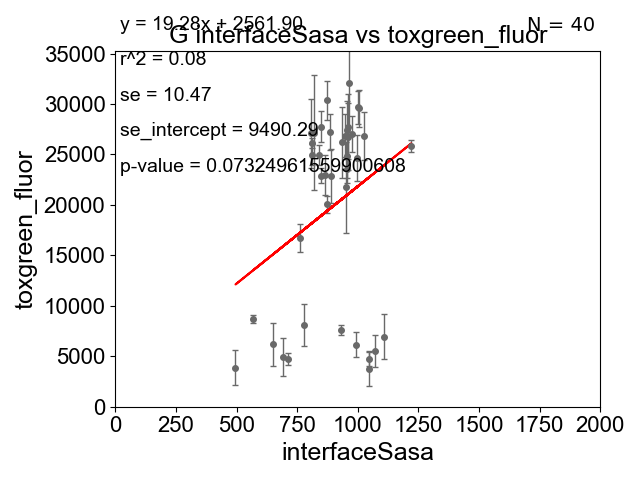 y = 19.28x + 2561.90
N = 40
G interfaceSasa vs toxgreen_fluor
r^2 = 0.08
se = 10.47
se_intercept = 9490.29
p-value = 0.07324961559900608
35000
30000
25000
20000
15000
10000
5000
0
toxgreen_fluor
0 250 500 750 1000 1250 1500 1750 2000
interfaceSasa